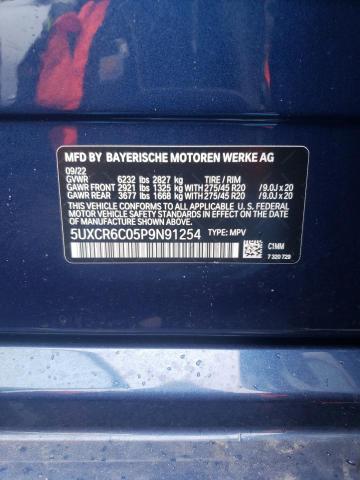 MFD BY BAYERISCHE MOTOREN WERKE AG
09/22
GVWR 6232 lbs 2827 kg TIRE / RIM
GAWR FRONT 2921 lbs 1325 kg WITH 275/45 R20 / 9.0J x 20
GAWR REAR 3677 lbs 1668 kg WITH 275/45 R20 / 9.0J x 20
THIS VEHICLE CONFORMS TO ALL APPLICABLE U. S. FEDERAL
MOTOR VEHICLE SAFETY STANDARDS IN EFFECT
ON THE DATE OF MANUFACTURE SHOWN ABOVE.
5UXCR6C05P9N91254 TYPE: MPV
C1MM
7 320 729